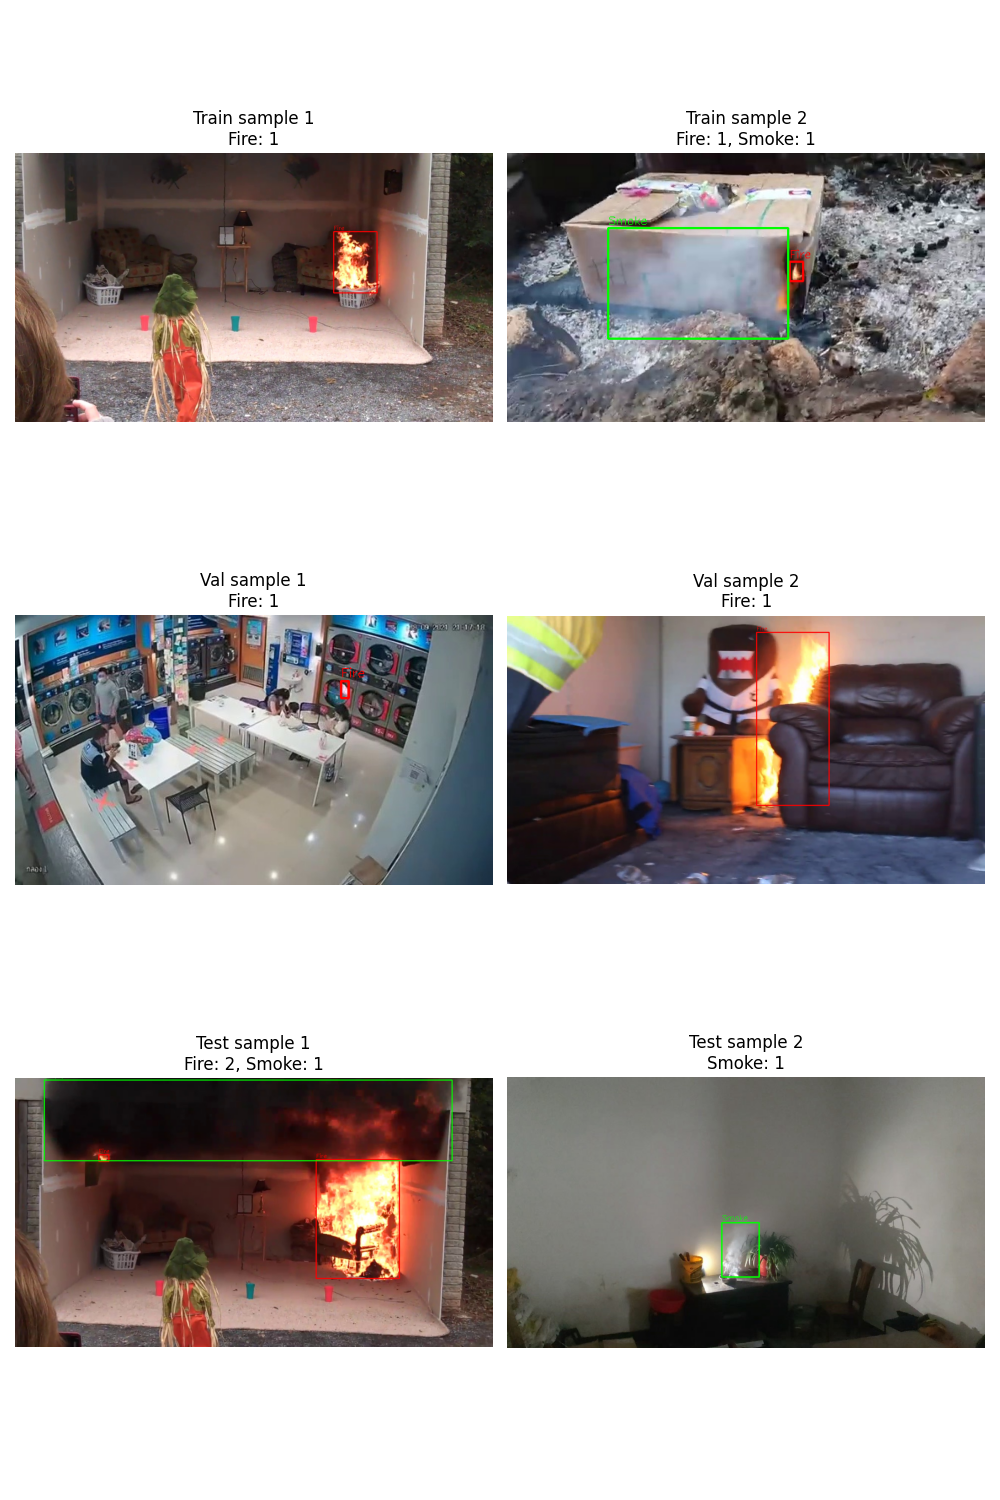 Train sample 1
Fire: 1
Train sample 2
Fire: 1, Smoke: 1
Smoke
Val sample 1
Fire: 1
Val sample 2
Fire: 1
Test sample 1
Fire: 2, Smoke: 1
Test sample 2
Smoke: 1
Smoke